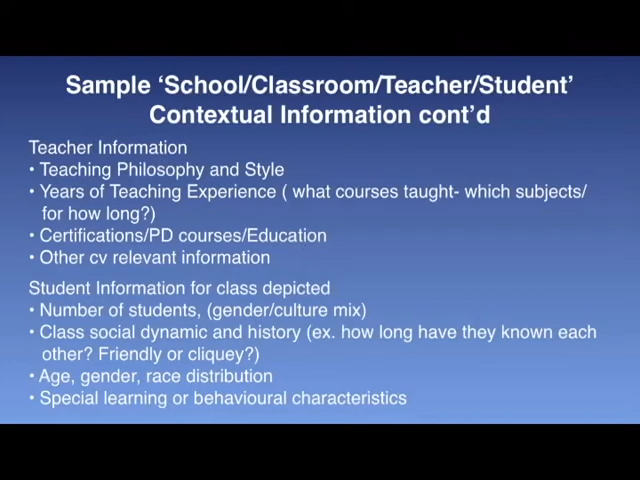 Sample ‘School/Classroom/Teacher/Student’
Contextual Information cont’d
Teacher Information
• Teaching Philosophy and Style
• Years of Teaching Experience ( what courses taught- which subjects/
for how long?)
• Certifications/PD courses/Education
• Other cv relevant information
Student Information for class depicted
• Number of students, (gender/culture mix)
• Class social dynamic and history (ex. how long have they known each
other? Friendly or cliquey?)
• Age, gender, race distribution
• Special learning or behavioural characteristics